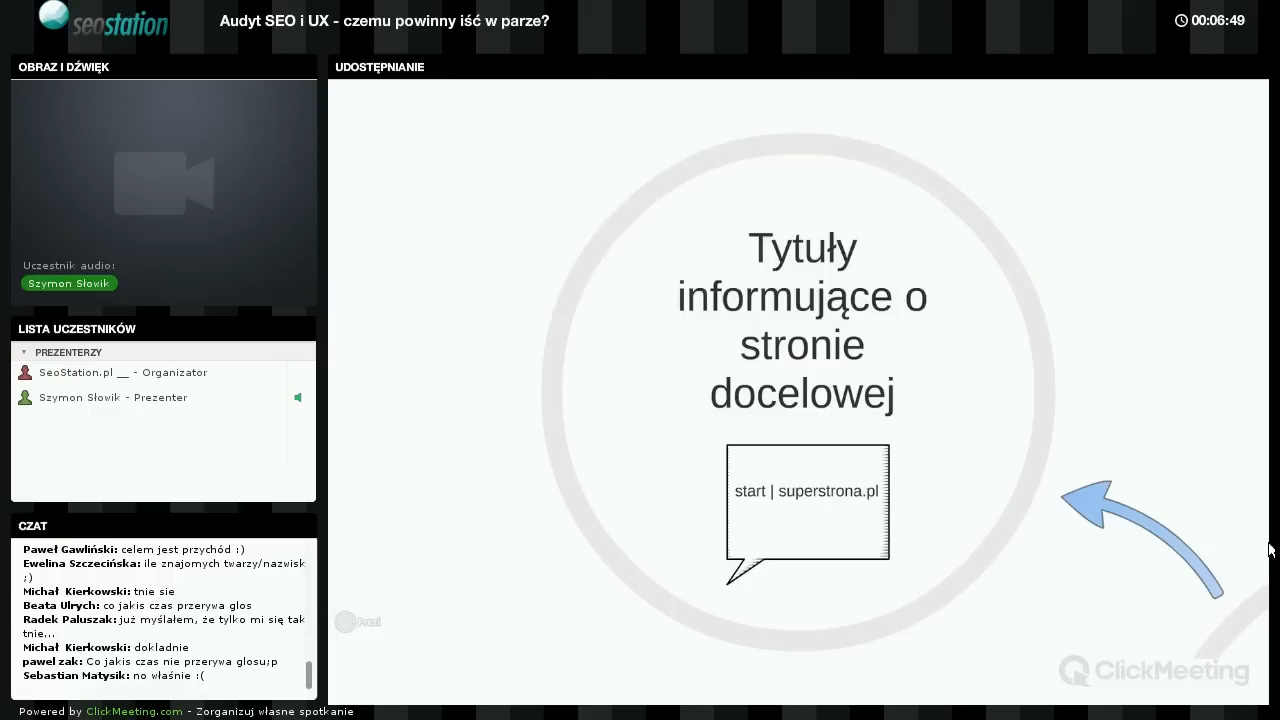 seostation
Audyt SEO i UX - czemu powinny iść w parze?
00:06:49
OBRAZ I DŹWIĘK
Uczestnik audio:
Szymon Słowik
LISTA UCZESTNIKÓW
PREZENTERZY
SeoStation.pl __ - Organizator
Szymon Słowik - Prezenter
CZAT
Paweł Gawliński: celem jest przychód :)
Ewelina Szczecińska: ile znajomych twarzy/nazwisk
;)
Michał Kierkowski: tnie sie
Beata Ulrych: co jakis czas przerywa glos
Radek Paluszak: już myślałem, że tylko mi się tak
tnie...
Michał Kierkowski: dokladnie
pawel zak: Co jakis czas nie przerywa glosu;p
Sebastian Matysik: no właśnie :(
Powered by ClickMeeting.com - Zorganizuj własne spotkanie
UDOSTĘPNIANIE
Tytuły
informujące o
stronie
docelowej
start | superstrona.pl
Prezi
ClickMeeting